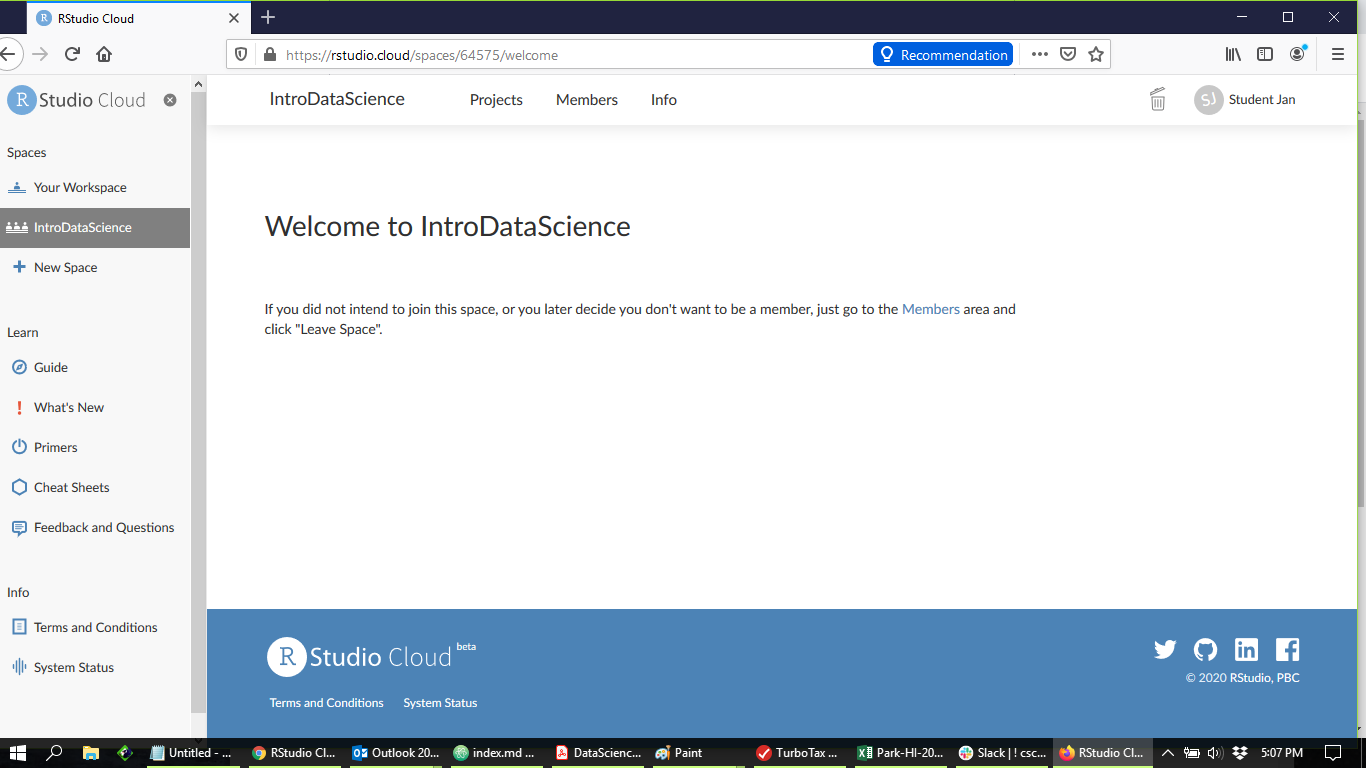 RStudio Cloud
https://rstudio.cloud/spaces/64575/welcome
Recommendation
R Studio Cloud
IntroDataScience
Projects
Members
Info
SJ
Student Jan
Spaces
Your Workspace
IntroDataScience
New Space
Learn
Guide
What's New
Primers
Cheat Sheets
Feedback and Questions
Info
Terms and Conditions
System Status
Welcome to IntroDataScience
If you did not intend to join this space, or you later decide you don't want to be a member, just go to the Members area and
click "Leave Space".
R Studio Cloud beta
Terms and Conditions
System Status
© 2020 RStudio, PBC
Untitled - ...
RStudio Cl...
Outlook 20...
index.md ...
DataScienc...
Paint
TurboTax ...
Park-HI-20...
Slack | ! csc...
RStudio Cl...
5:07 PM